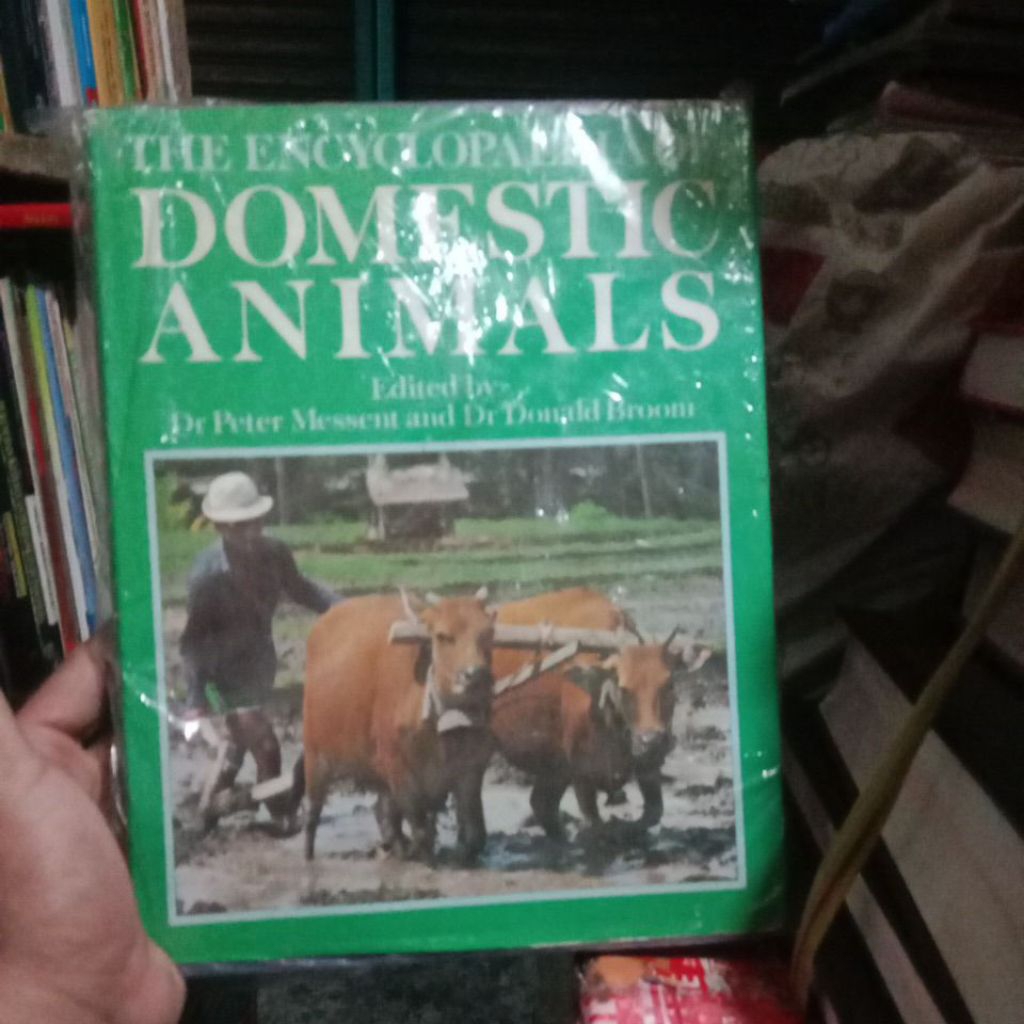 THE ENCYCLOPAEDIA OF
DOMESTIC
ANIMALS
Edited by
Dr Peter Messent and Dr Donald Broom